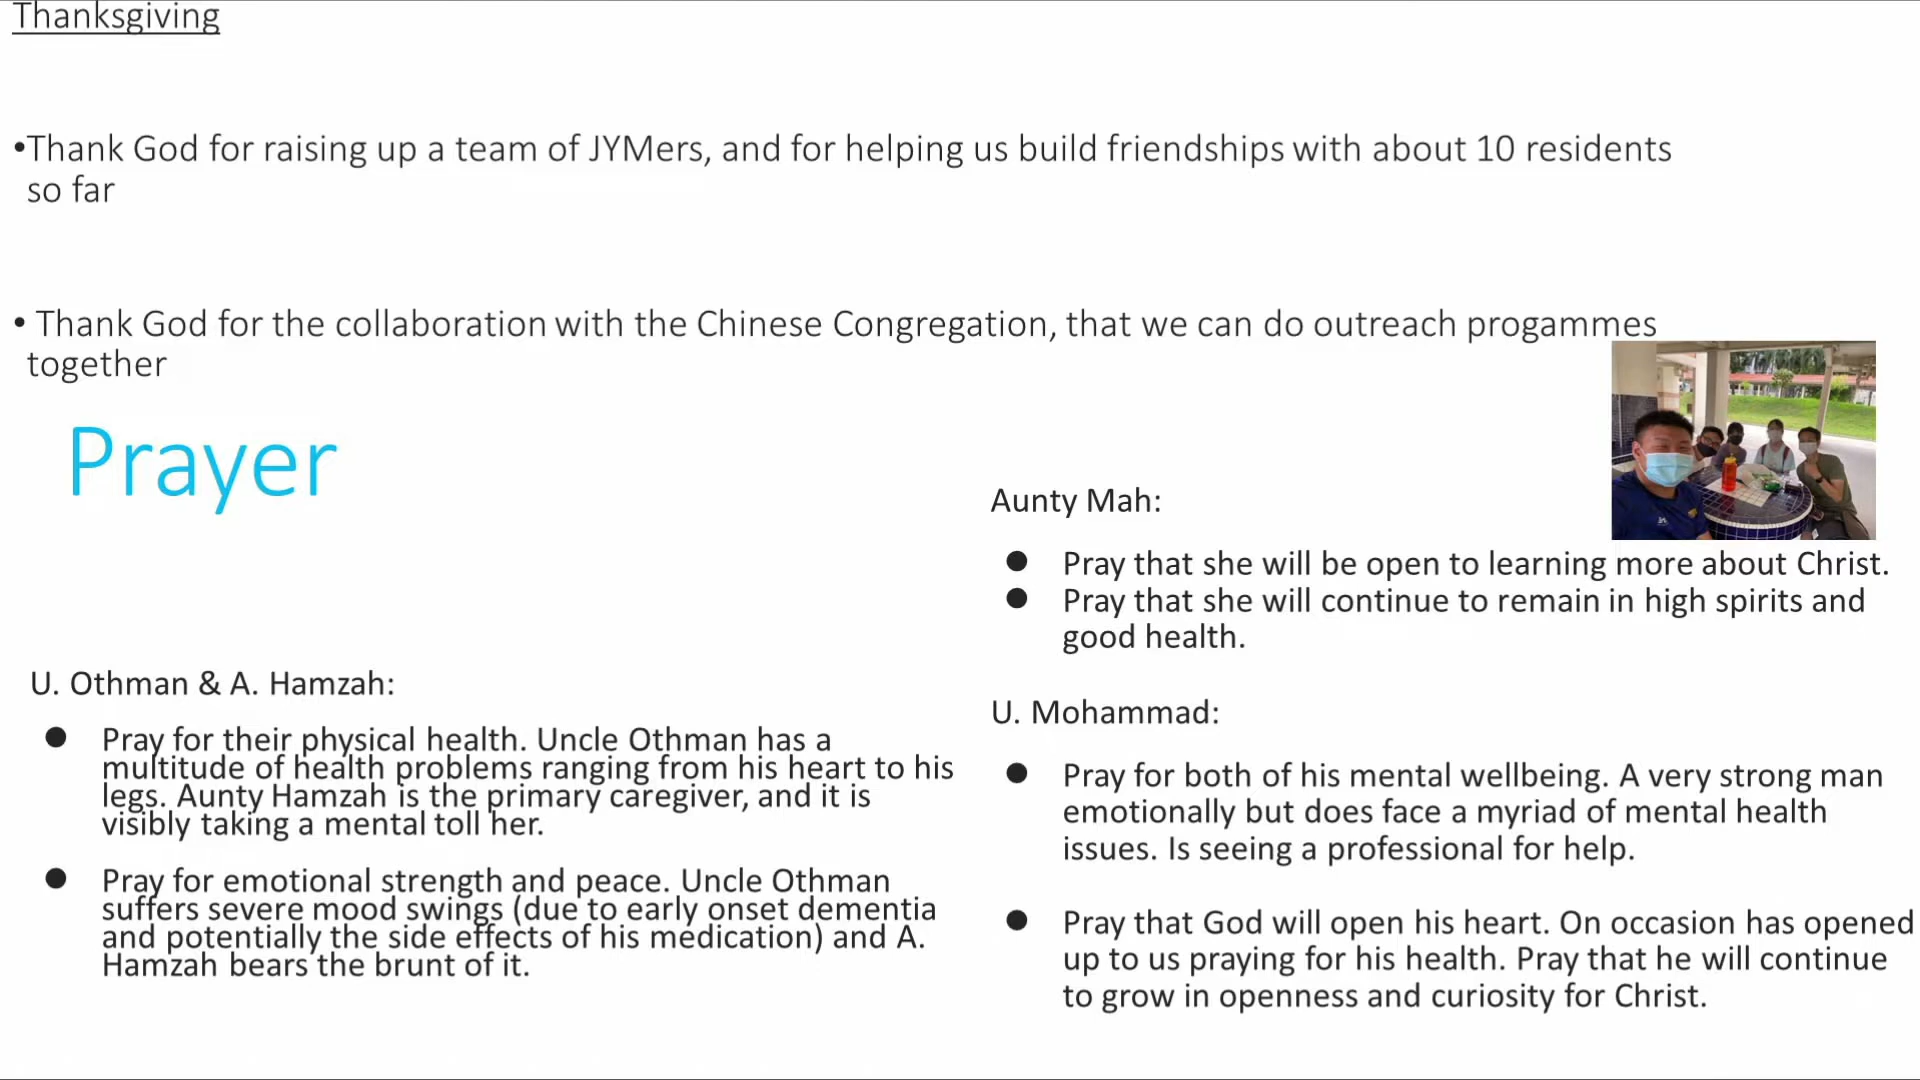 Thanksgiving
•Thank God for raising up a team of JYMers, and for helping us build friendships with about 10 residents
so far
• Thank God for the collaboration with the Chinese Congregation, that we can do outreach progammes
together
Prayer
U. Othman & A. Hamzah:
● Pray for their physical health. Uncle Othman has a
multitude of health problems ranging from his heart to his
legs. Aunty Hamzah is the primary caregiver, and it is
visibly taking a mental toll her.
● Pray for emotional strength and peace. Uncle Othman
suffers severe mood swings (due to early onset dementia
and potentially the side effects of his medication) and A.
Hamzah bears the brunt of it.
Aunty Mah:
● Pray that she will be open to learning more about Christ.
● Pray that she will continue to remain in high spirits and
good health.
U. Mohammad:
● Pray for both of his mental wellbeing. A very strong man
emotionally but does face a myriad of mental health
issues. Is seeing a professional for help.
● Pray that God will open his heart. On occasion has opened
up to us praying for his health. Pray that he will continue
to grow in openness and curiosity for Christ.